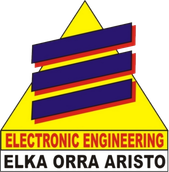 ELECTRONIC ENGINEERING
ELKA ORRA ARISTO